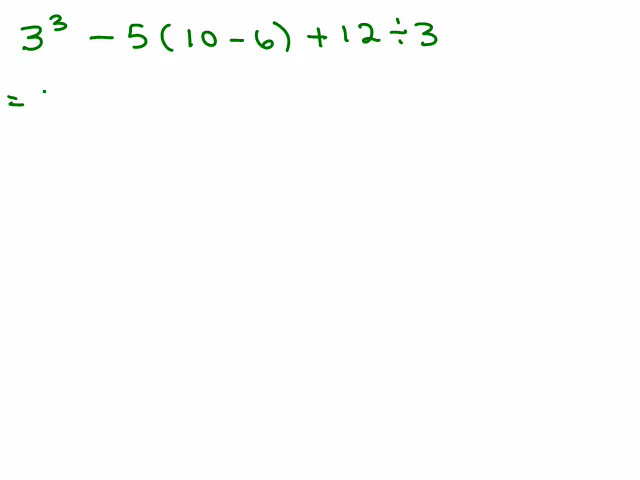 3³ - 5(10 - 6) + 12 ÷ 3
=